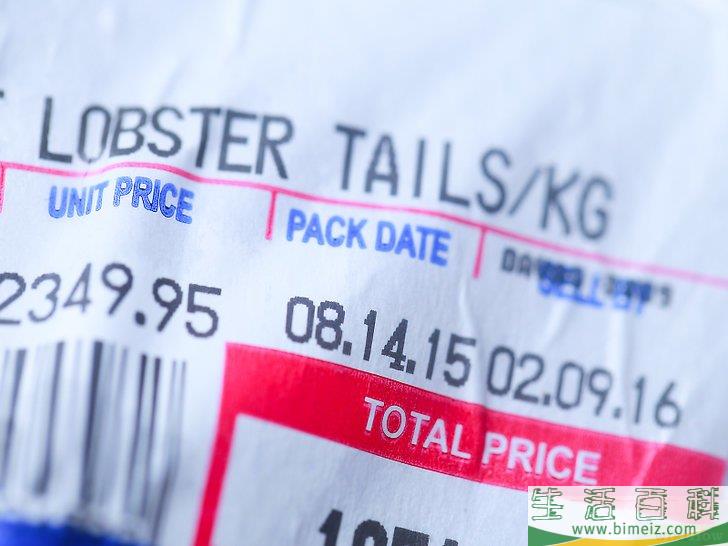 LOBSTER TAILS/KG
UNIT PRICE PACK DATE SELL BY
2349.95 08.14.15 02.09.16
TOTAL PRICE
生活百科
www.bimeiz.com